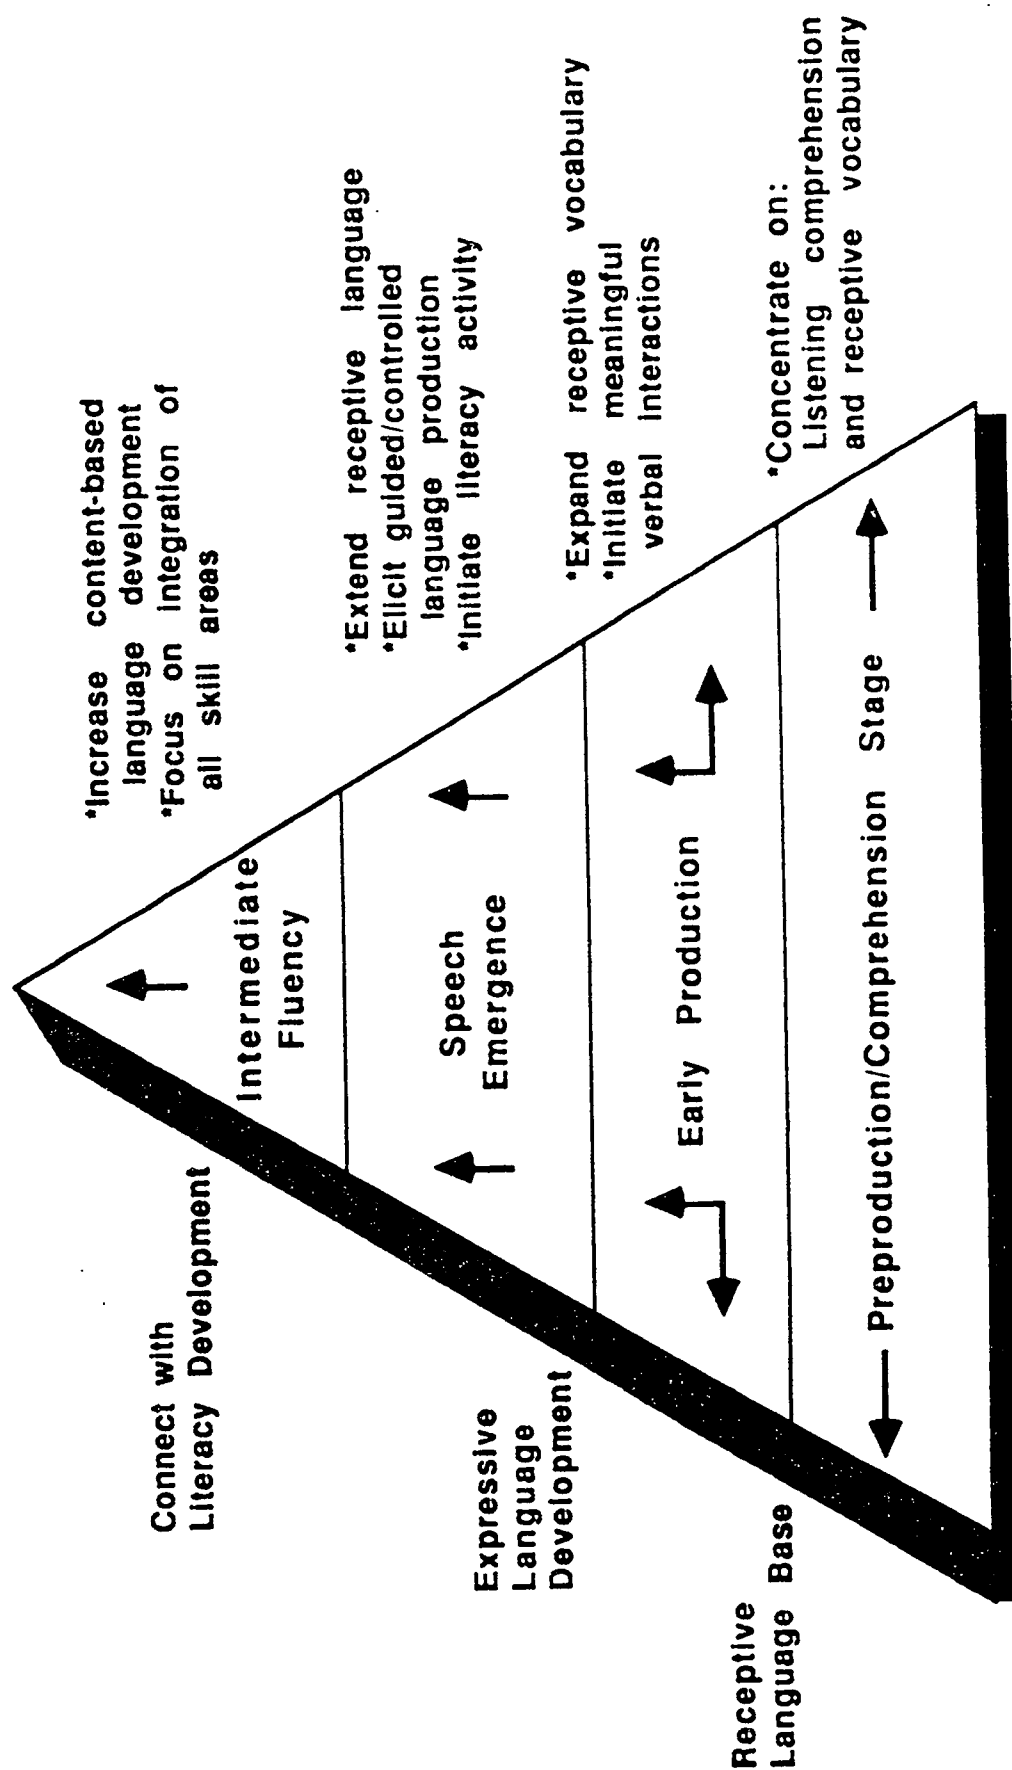 Connect with
Literacy Development
*Increase content-based
language development
*Focus on integration of
all skill areas
Intermediate
Fluency
Expressive
Language
Development
*Extend receptive language
*Elicit guided/controlled
language production
*Initiate literacy activity
Speech
Emergence
*Expand receptive vocabulary
*Initiate meaningful
verbal interactions
Early Production
Receptive
Language Base
*Concentrate on:
Listening comprehension
and receptive vocabulary
Preproduction/Comprehension Stage